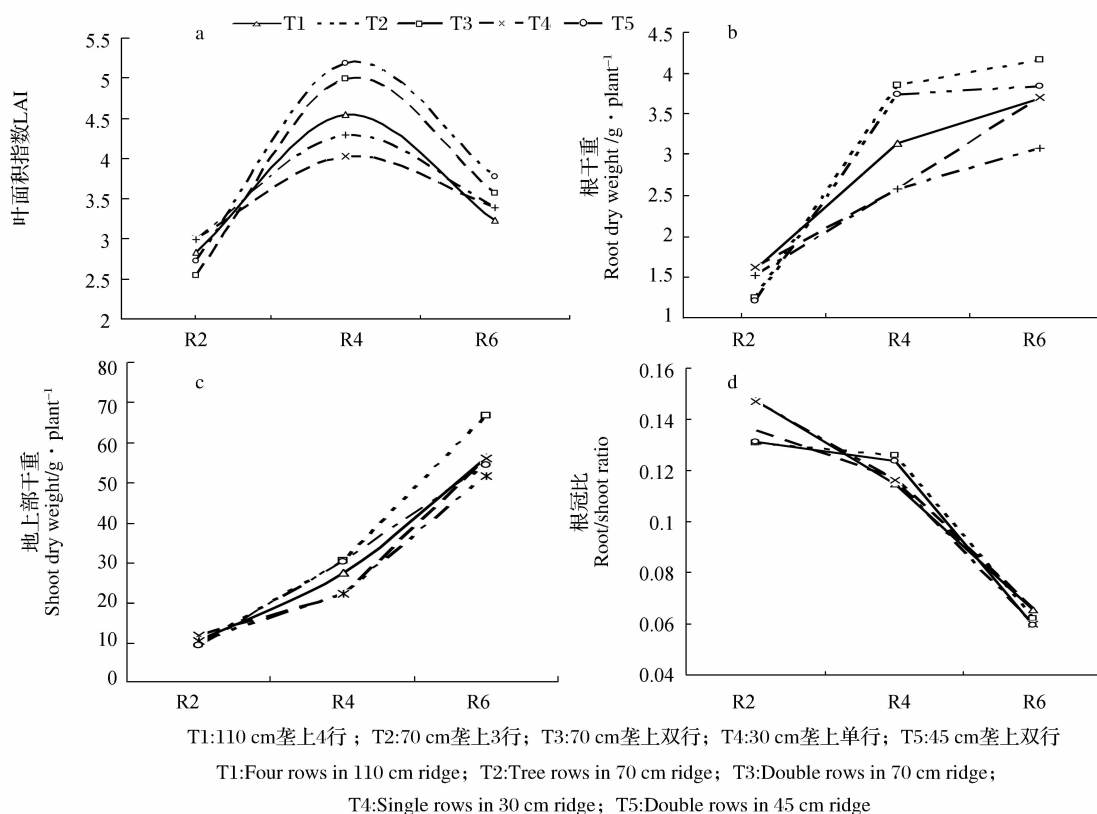 T1 T2 T3 T4 T5
a
叶面积指数LAI
5.5
5
4.5
4
3.5
3
2.5
2
R2 R4 R6
b
根干重
Root dry weight /g·plant⁻¹
4.5
4
3.5
3
2.5
2
1.5
1
R2 R4 R6
c
地上部干重
Shoot dry weight/g·plant⁻¹
80
70
60
50
40
30
20
10
0
R2 R4 R6
d
根冠比
Root/shoot ratio
0.16
0.14
0.12
0.1
0.08
0.06
0.04
R2 R4 R6
T1:110 cm垄上4行；T2:70 cm垄上3行；T3:70 cm垄上双行；T4:30 cm垄上单行；T5:45 cm垄上双行
T1:Four rows in 110 cm ridge；T2:Tree rows in 70 cm ridge；T3:Double rows in 70 cm ridge；
T4:Single rows in 30 cm ridge；T5:Double rows in 45 cm ridge